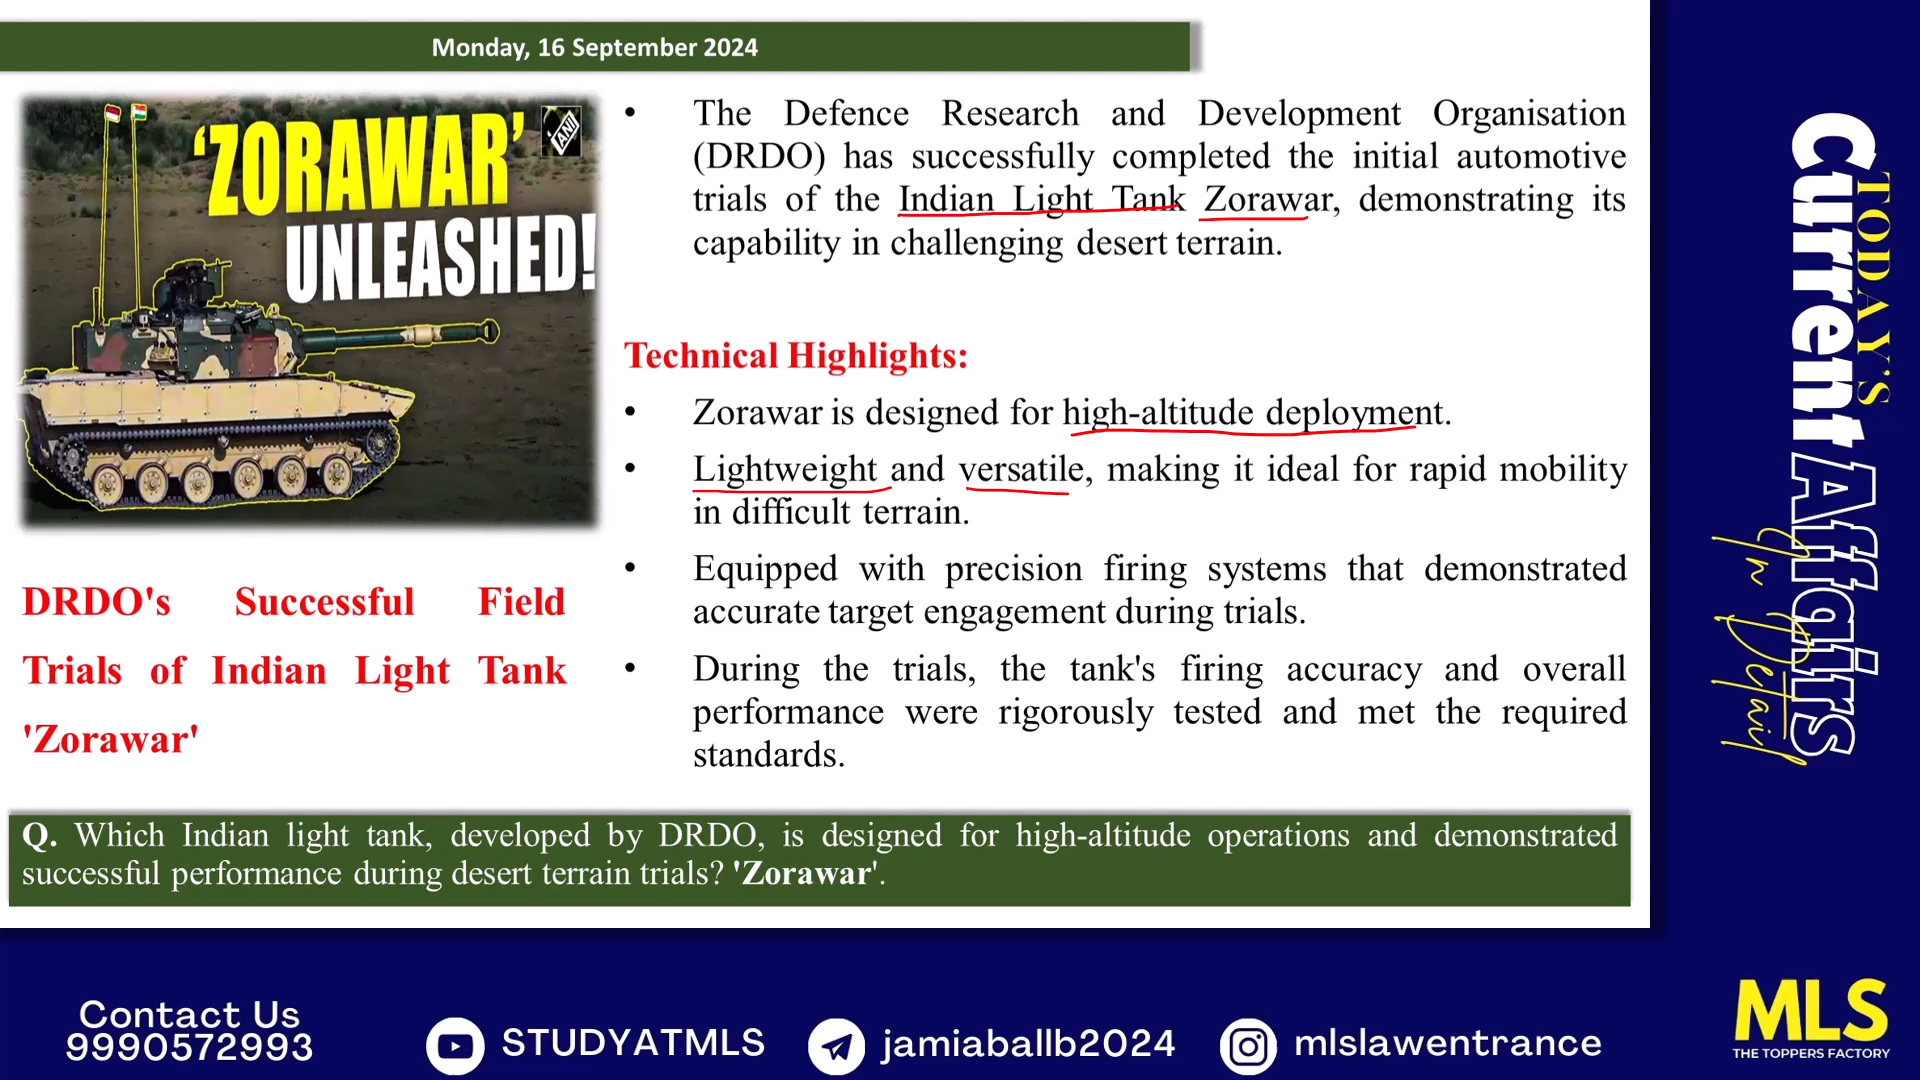 Monday, 16 September 2024
'ZORAWAR'
UNLEASHED!
ANI
DRDO's Successful Field
Trials of Indian Light Tank
'Zorawar'
• The Defence Research and Development Organisation
(DRDO) has successfully completed the initial automotive
trials of the Indian Light Tank Zorawar, demonstrating its
capability in challenging desert terrain.
Technical Highlights:
• Zorawar is designed for high-altitude deployment.
• Lightweight and versatile, making it ideal for rapid mobility
in difficult terrain.
• Equipped with precision firing systems that demonstrated
accurate target engagement during trials.
• During the trials, the tank's firing accuracy and overall
performance were rigorously tested and met the required
standards.
Q. Which Indian light tank, developed by DRDO, is designed for high-altitude operations and demonstrated
successful performance during desert terrain trials? 'Zorawar'.
TODAY'S
Current Affairs
In Detail
Contact Us
9990572993
STUDYATMLS
jamiaballb2024
mlslawentrance
MLS
THE TOPPERS FACTORY